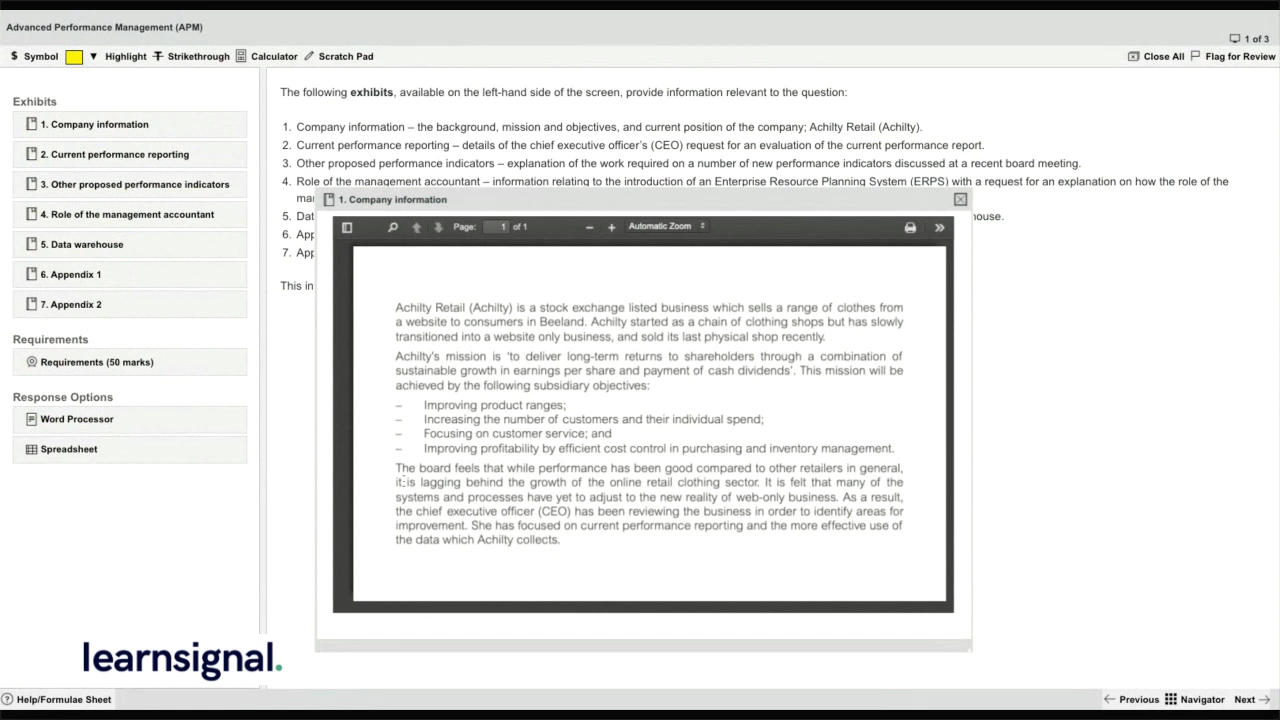 Advanced Performance Management (APM)
1 of 3
$ Symbol Highlight Strikethrough Calculator Scratch Pad
Close All Flag for Review
Exhibits
1. Company information
2. Current performance reporting
3. Other proposed performance indicators
4. Role of the management accountant
5. Data warehouse
6. Appendix 1
7. Appendix 2
Requirements
Requirements (50 marks)
Response Options
Word Processor
Spreadsheet
The following exhibits, available on the left-hand side of the screen, provide information relevant to the question:
1. Company information – the background, mission and objectives, and current position of the company; Achilty Retail (Achilty).
2. Current performance reporting – details of the chief executive officer's (CEO) request for an evaluation of the current performance report.
3. Other proposed performance indicators – explanation of the work required on a number of new performance indicators discussed at a recent board meeting.
4. Role of the management accountant – information relating to the introduction of an Enterprise Resource Planning System (ERPS) with a request for an explanation on how the role of the
ma
5. Dat
house.
6. App
7. App
This in
1. Company information
Page: 1 of 1
Automatic Zoom
Achilty Retail (Achilty) is a stock exchange listed business which sells a range of clothes from
a website to consumers in Beeland. Achilty started as a chain of clothing shops but has slowly
transitioned into a website only business, and sold its last physical shop recently.
Achilty's mission is 'to deliver long-term returns to shareholders through a combination of
sustainable growth in earnings per share and payment of cash dividends'. This mission will be
achieved by the following subsidiary objectives:
– Improving product ranges;
– Increasing the number of customers and their individual spend;
– Focusing on customer service; and
– Improving profitability by efficient cost control in purchasing and inventory management.
The board feels that while performance has been good compared to other retailers in general,
it is lagging behind the growth of the online retail clothing sector. It is felt that many of the
systems and processes have yet to adjust to the new reality of web-only business. As a result,
the chief executive officer (CEO) has been reviewing the business in order to identify areas for
improvement. She has focused on current performance reporting and the more effective use of
the data which Achilty collects.
learnsignal.
Help/Formulae Sheet
Previous Navigator Next